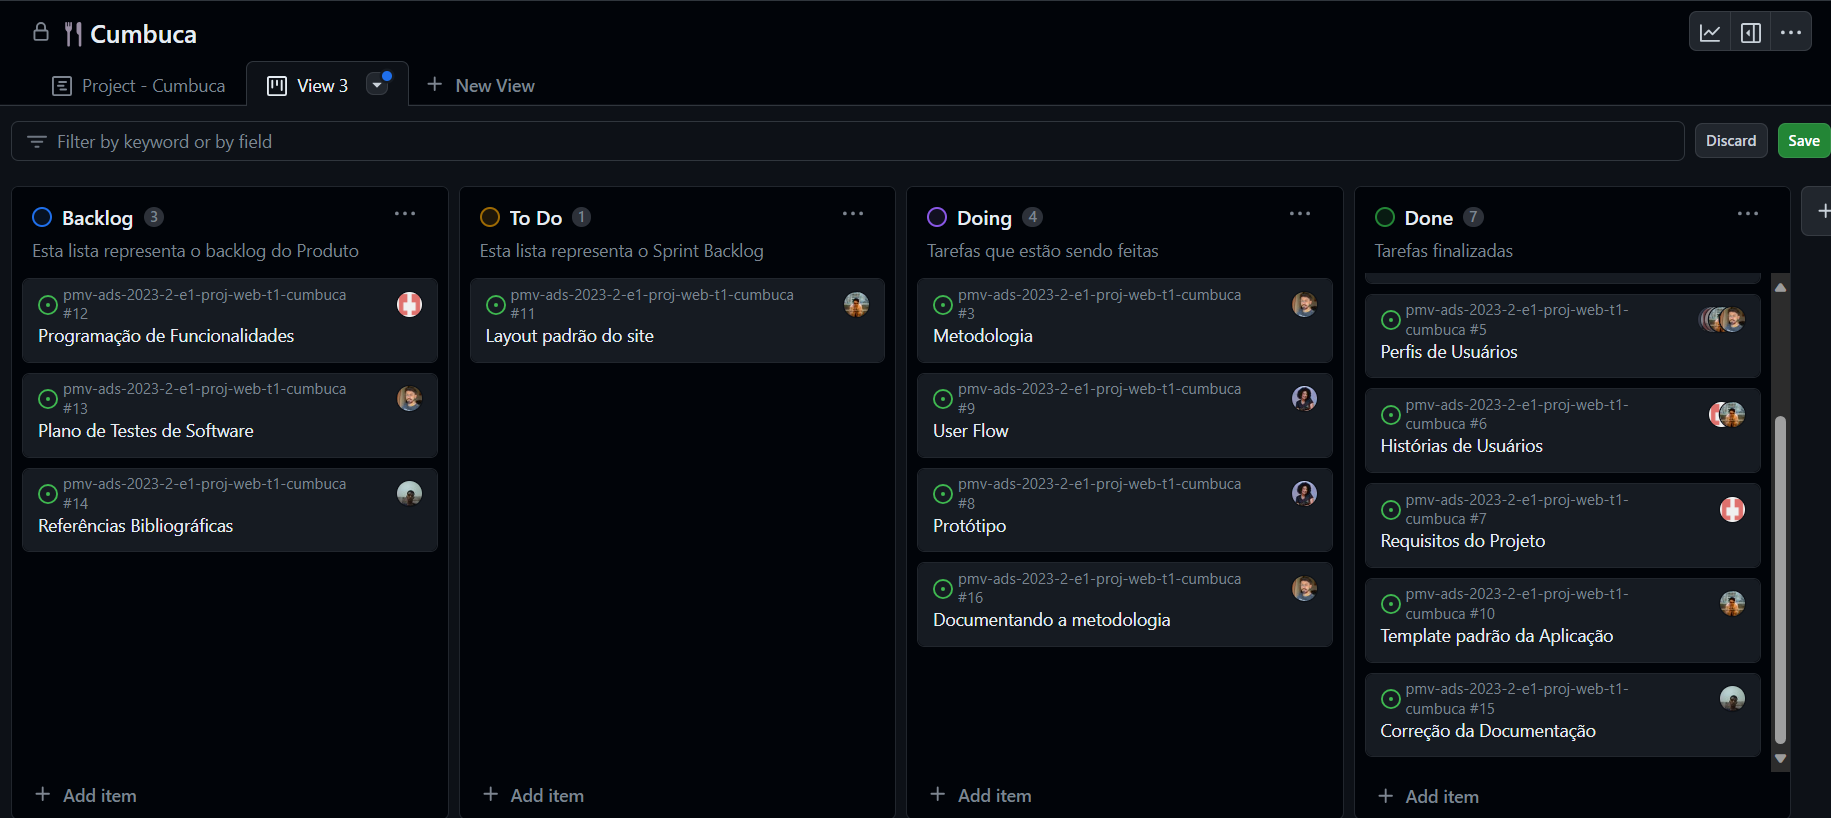 Cumbuca
Project - Cumbuca
View 3
New View
Filter by keyword or by field
Discard
Save
Backlog 3
Esta lista representa o backlog do Produto
pmv-ads-2023-2-e1-proj-web-t1-cumbuca
#12
Programação de Funcionalidades
pmv-ads-2023-2-e1-proj-web-t1-cumbuca
#13
Plano de Testes de Software
pmv-ads-2023-2-e1-proj-web-t1-cumbuca
#14
Referências Bibliográficas
Add item
To Do 1
Esta lista representa o Sprint Backlog
pmv-ads-2023-2-e1-proj-web-t1-cumbuca
#11
Layout padrão do site
Add item
Doing 4
Tarefas que estão sendo feitas
pmv-ads-2023-2-e1-proj-web-t1-cumbuca
#3
Metodologia
pmv-ads-2023-2-e1-proj-web-t1-cumbuca
#9
User Flow
pmv-ads-2023-2-e1-proj-web-t1-cumbuca
#8
Protótipo
pmv-ads-2023-2-e1-proj-web-t1-cumbuca
#16
Documentando a metodologia
Add item
Done 7
Tarefas finalizadas
pmv-ads-2023-2-e1-proj-web-t1-
cumbuca #5
Perfis de Usuários
pmv-ads-2023-2-e1-proj-web-t1-
cumbuca #6
Histórias de Usuários
pmv-ads-2023-2-e1-proj-web-t1-
cumbuca #7
Requisitos do Projeto
pmv-ads-2023-2-e1-proj-web-t1-
cumbuca #10
Template padrão da Aplicação
pmv-ads-2023-2-e1-proj-web-t1-
cumbuca #15
Correção da Documentação
Add item